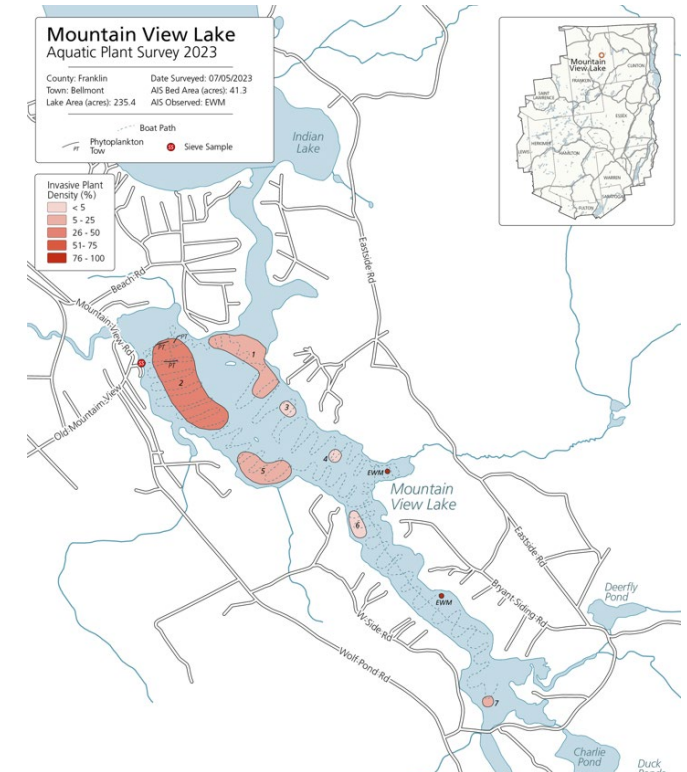 Mountain View Lake
Aquatic Plant Survey 2023
County: Franklin
Date Surveyed: 07/05/2023
Town: Bellmont
AIS Bed Area (acres): 41.3
Lake Area (acres): 235.4
AIS Observed: EWM
Boat Path
PT
Phytoplankton
Tow
Sieve Sample
Invasive Plant
Density (%)
< 5
5 - 25
26 - 50
51- 75
76 - 100
Mountain
View Lake
CLINTON
FRANKLIN
SAINT
LAWRENCE
ESSEX
LEWIS
HERKIMER
HAMILTON
WARREN
SARATOGA
FULTON
Indian
Lake
Eastside Rd
Beach Rd
Mountain-View-Rd
Old-Mountain-View
PT
PT
PT
1
2
3
4
5
6
7
EWM
Mountain
View Lake
EWM
Eastside-Rd
Bryant-Siding-Rd
Deerfly
Pond
W-Side-Rd
Wolf-Pond Rd
Charlie
Pond
Duck